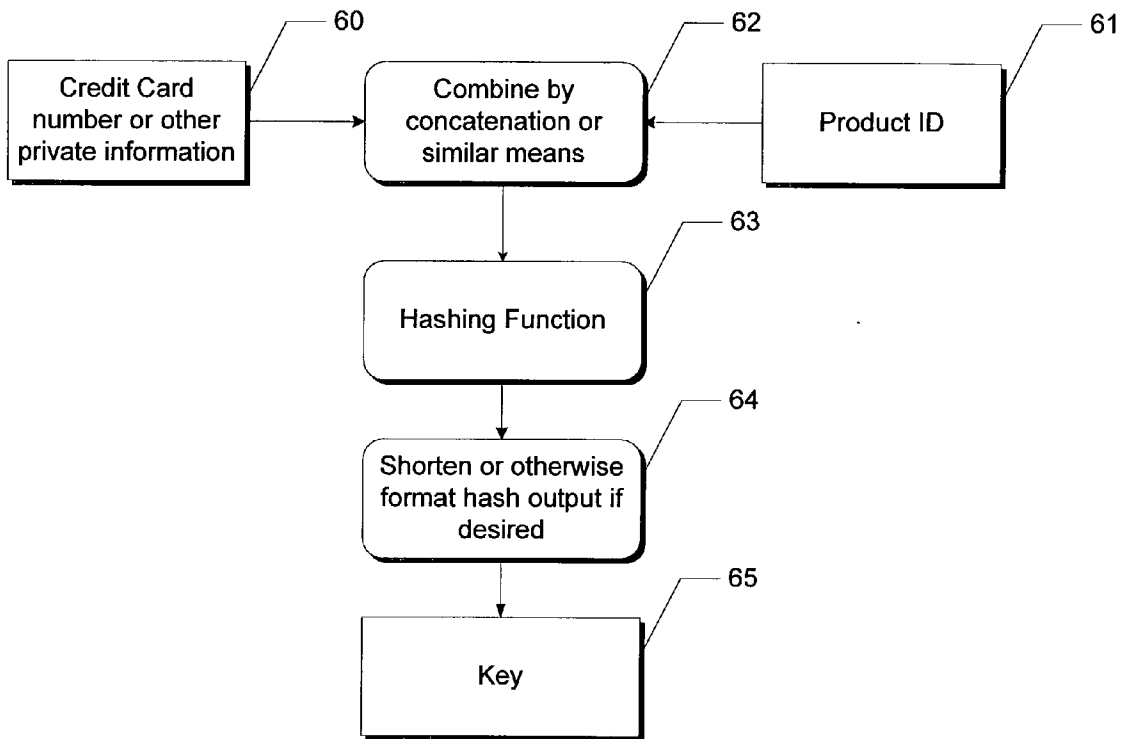 60
62
61
Credit Card
number or other
private information
Combine by
concatenation or
similar means
Product ID
63
Hashing Function
64
Shorten or otherwise
format hash output if
desired
65
Key